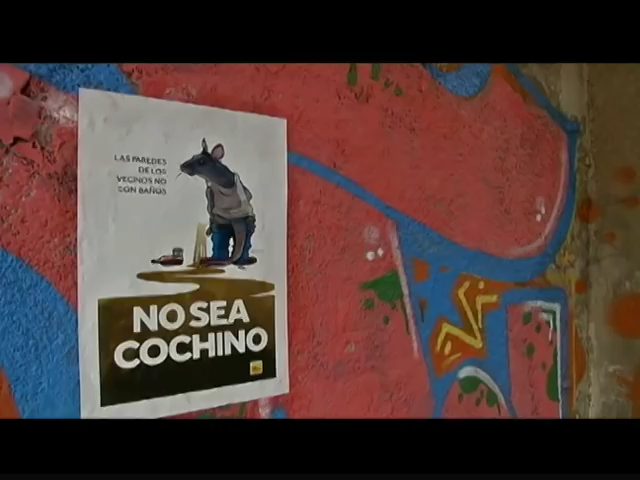 LAS PAREDES
DE LOS
VECINOS NO
SON BAÑOS
NO SEA
COCHINO